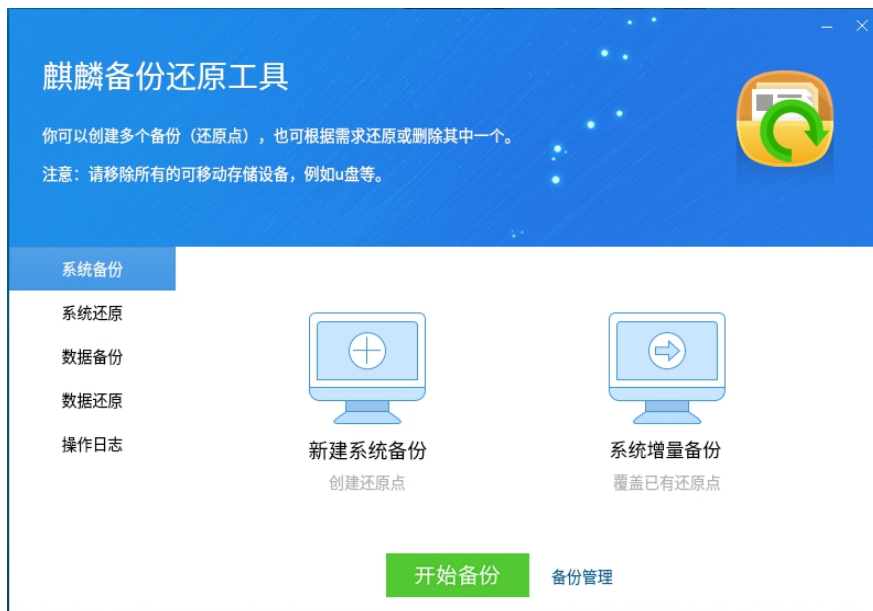 麒麟备份还原工具
你可以创建多个备份（还原点），也可根据需求还原或删除其中一个。
注意：请移除所有的可移动存储设备，例如u盘等。
系统备份
系统还原
数据备份
数据还原
操作日志
新建系统备份
创建还原点
系统增量备份
覆盖已有还原点
开始备份
备份管理